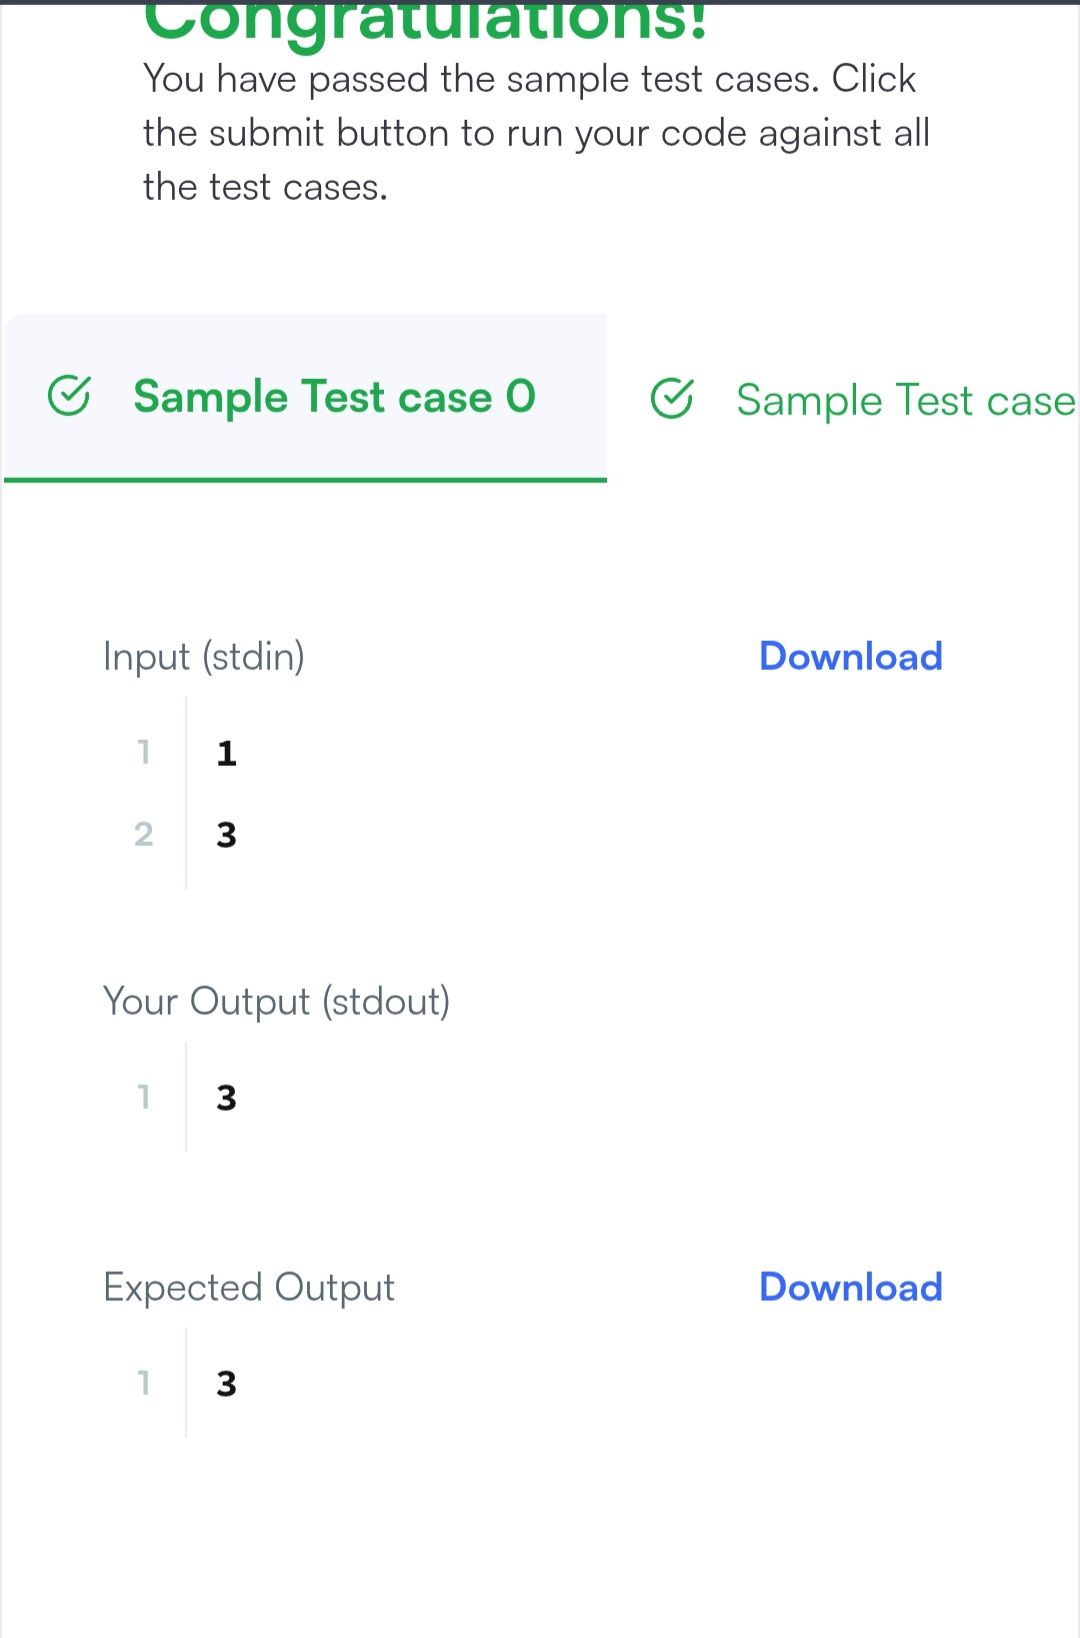 Congratulations!
You have passed the sample test cases. Click
the submit button to run your code against all
the test cases.
Sample Test case 0
Sample Test case
Input (stdin)
Download
1 1
2 3
Your Output (stdout)
1 3
Expected Output
Download
1 3